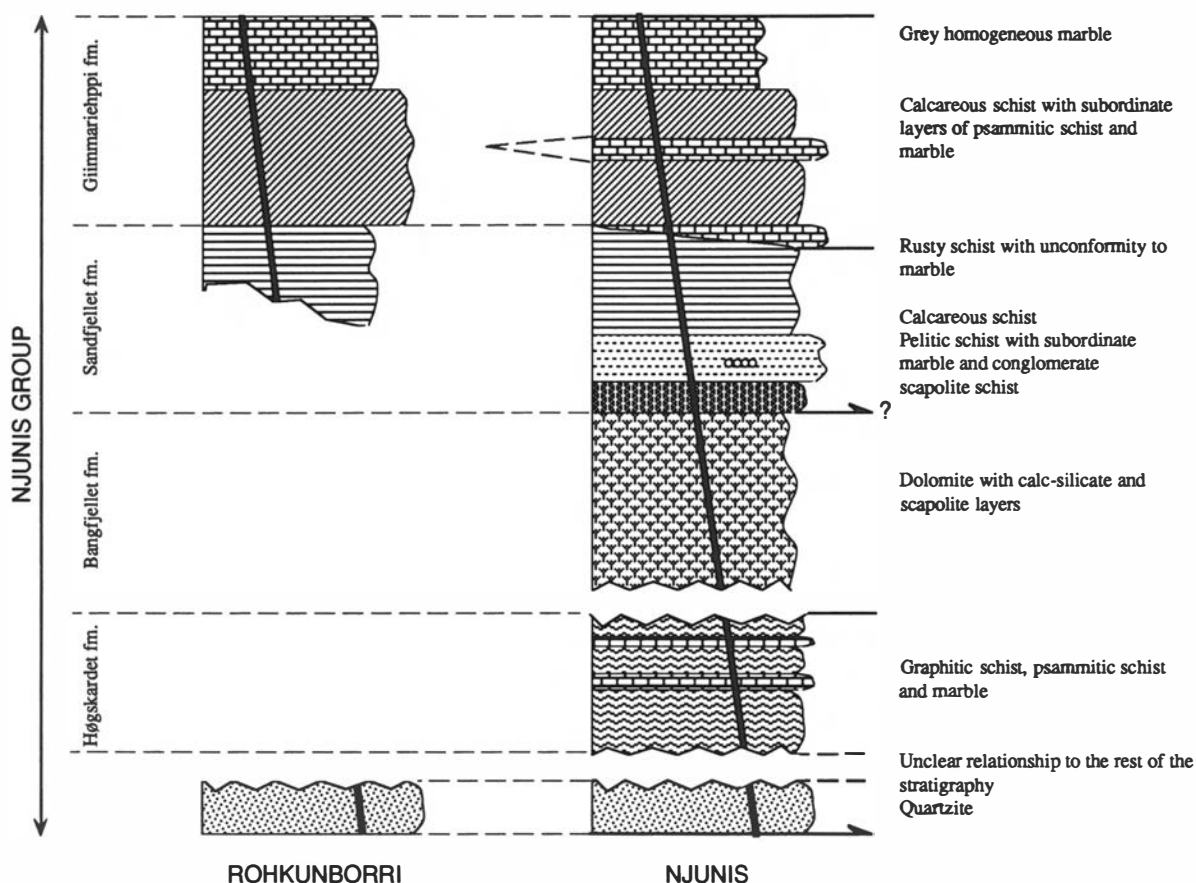 NJUNIS GROUP
Giimmariehppi fm.
Sandfjellet fm.
Bangfjellet fm.
Høgskardet fm.
Grey homogeneous marble
Calcareous schist with subordinate
layers of psammitic schist and
marble
Rusty schist with unconformity to
marble
Calcareous schist
Pelitic schist with subordinate
marble and conglomerate
scapolite schist
?
Dolomite with calc-silicate and
scapolite layers
Graphitic schist, psammitic schist
and marble
Unclear relationship to the rest of the
stratigraphy
Quartzite
ROHKUNBORRI
NJUNIS